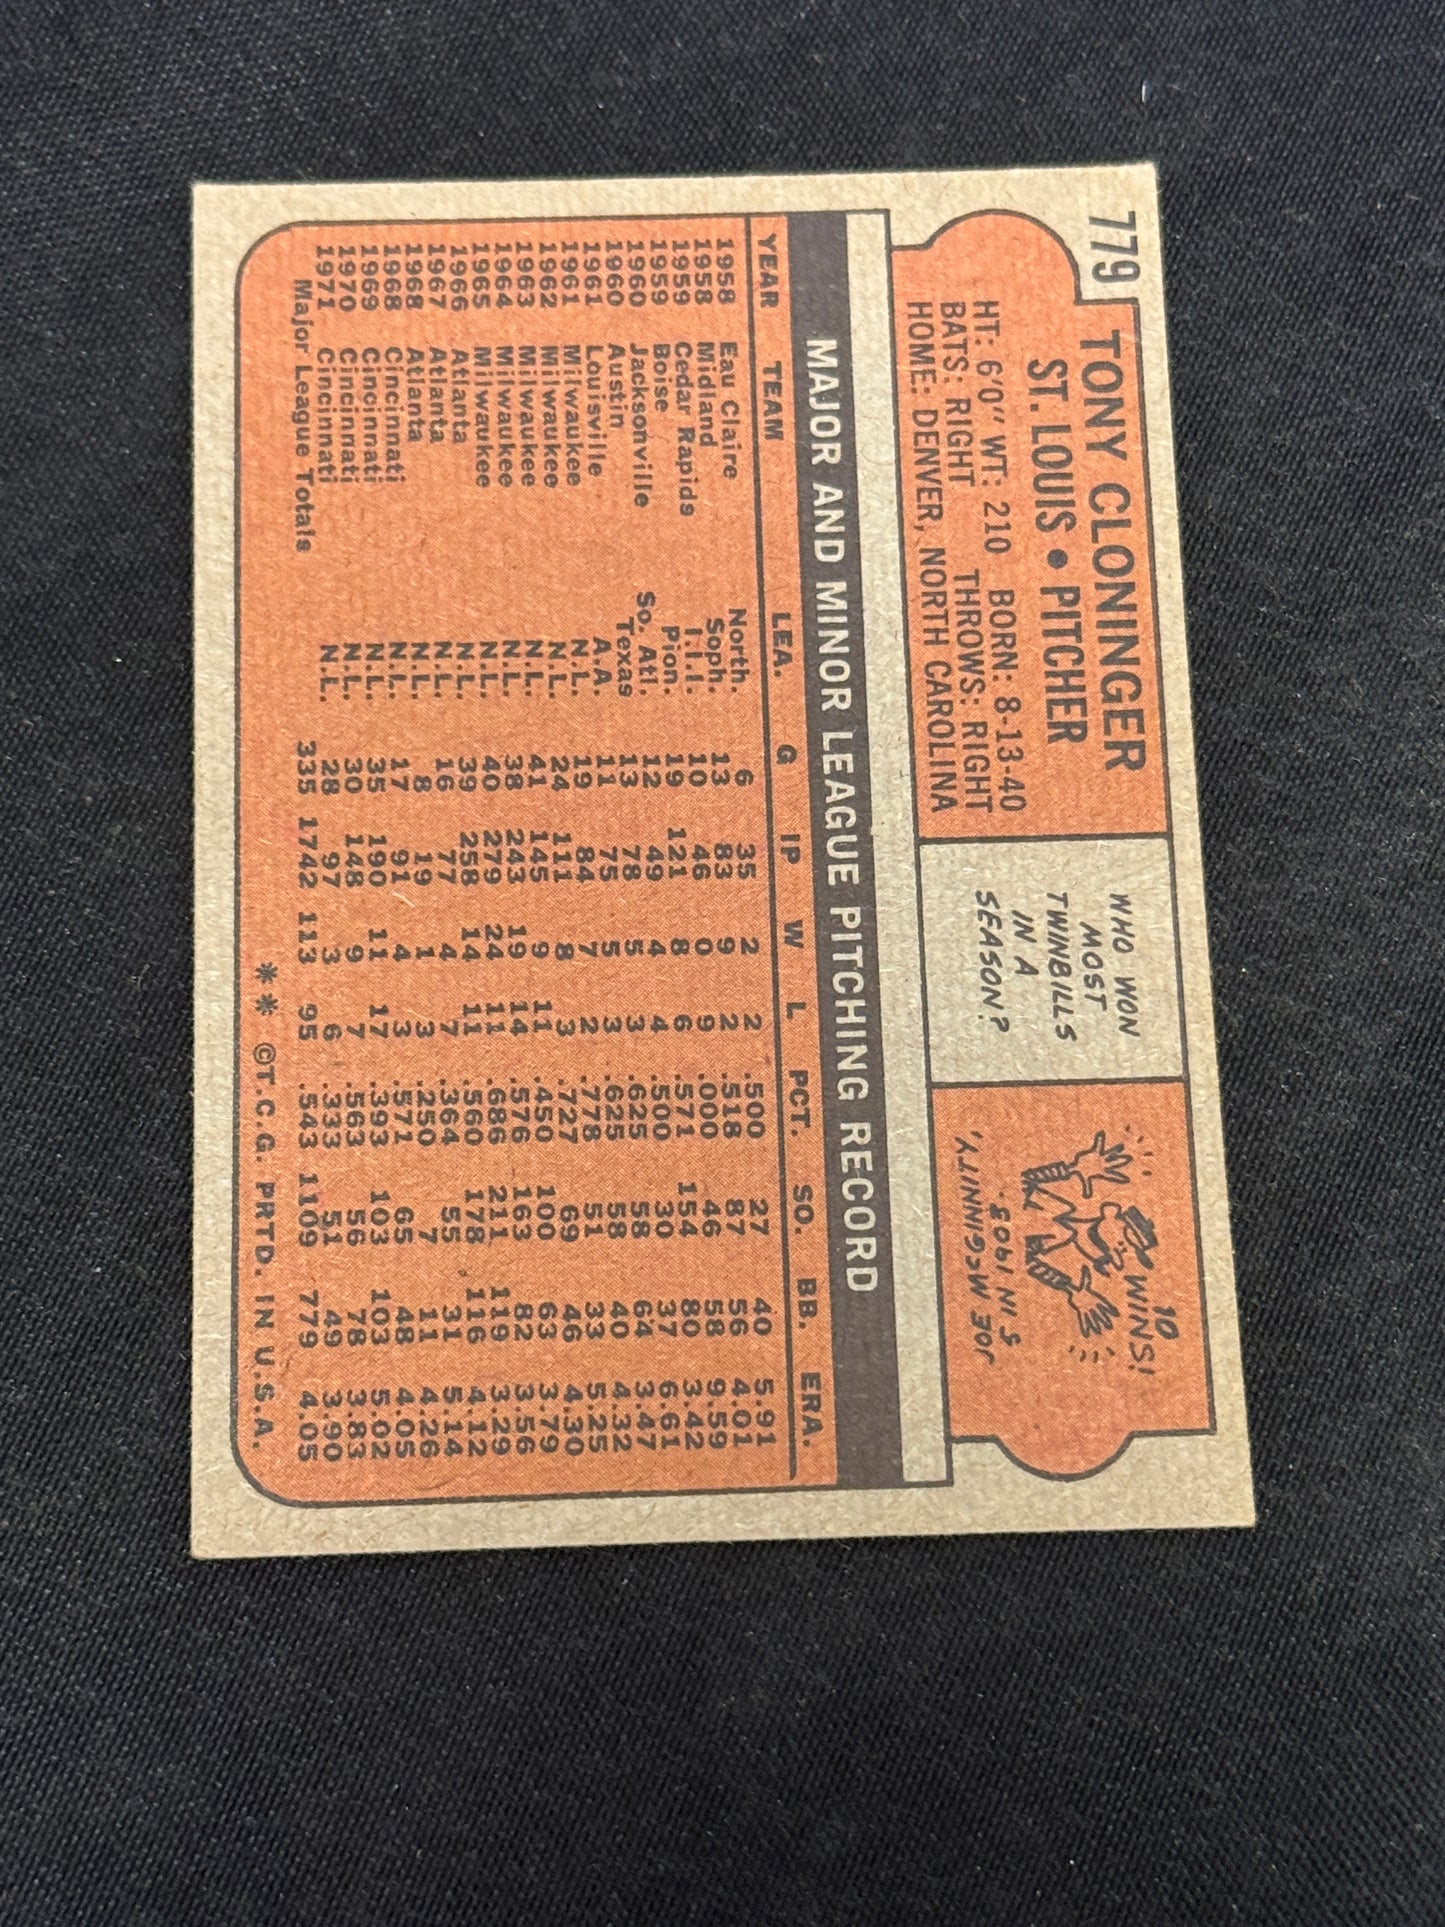 779
TONY CLONINGER
ST. LOUIS • PITCHER
HT: 6'0" WT: 210 BORN: 8-13-40
BATS: RIGHT THROWS: RIGHT
HOME: DENVER, NORTH CAROLINA
WHO WON
MOST
TWINBILLS
IN A
SEASON?
10
WINS!
JOE McGINNITY,
5 IN 1903.
MAJOR AND MINOR LEAGUE PITCHING RECORD
YEAR TEAM LEA. G IP W L PCT. SO. BB. ERA.
1958 Eau Claire North. 6 35 2 2 .500 27 40 5.91
1958 Midland Soph. 13 83 9 2 .518 87 56 4.01
1959 Cedar Rapids I.I.I. 10 46 0 9 .000 46 58 9.59
1959 Boise Pion. 19 121 8 6 .571 154 80 3.42
1960 Jacksonville So. Atl. 12 49 4 4 .500 30 37 6.61
1960 Austin Texas 13 78 5 3 .625 58 64 3.47
1961 Louisville A.A. 11 75 5 3 .625 58 40 4.32
1961 Milwaukee N.L. 19 84 7 2 .778 51 33 5.25
1962 Milwaukee N.L. 24 111 8 3 .727 69 46 4.30
1963 Milwaukee N.L. 41 145 9 11 .450 100 63 3.79
1964 Milwaukee N.L. 38 243 19 14 .576 163 82 3.56
1965 Milwaukee N.L. 40 279 24 11 .686 211 119 3.29
1966 Atlanta N.L. 39 258 14 11 .560 178 116 4.12
1967 Atlanta N.L. 16 77 4 7 .364 55 31 5.14
1968 Atlanta N.L. 8 19 1 3 .250 7 11 4.26
1968 Cincinnati N.L. 17 91 4 3 .571 65 48 4.05
1969 Cincinnati N.L. 35 190 11 17 .393 103 103 5.02
1970 Cincinnati N.L. 30 148 9 7 .563 56 78 3.83
1971 Cincinnati N.L. 28 97 3 6 .333 51 49 3.90
Major League Totals 335 1742 113 95 .543 1109 779 4.05
** ©T.C.G. PRTD. IN U.S.A.